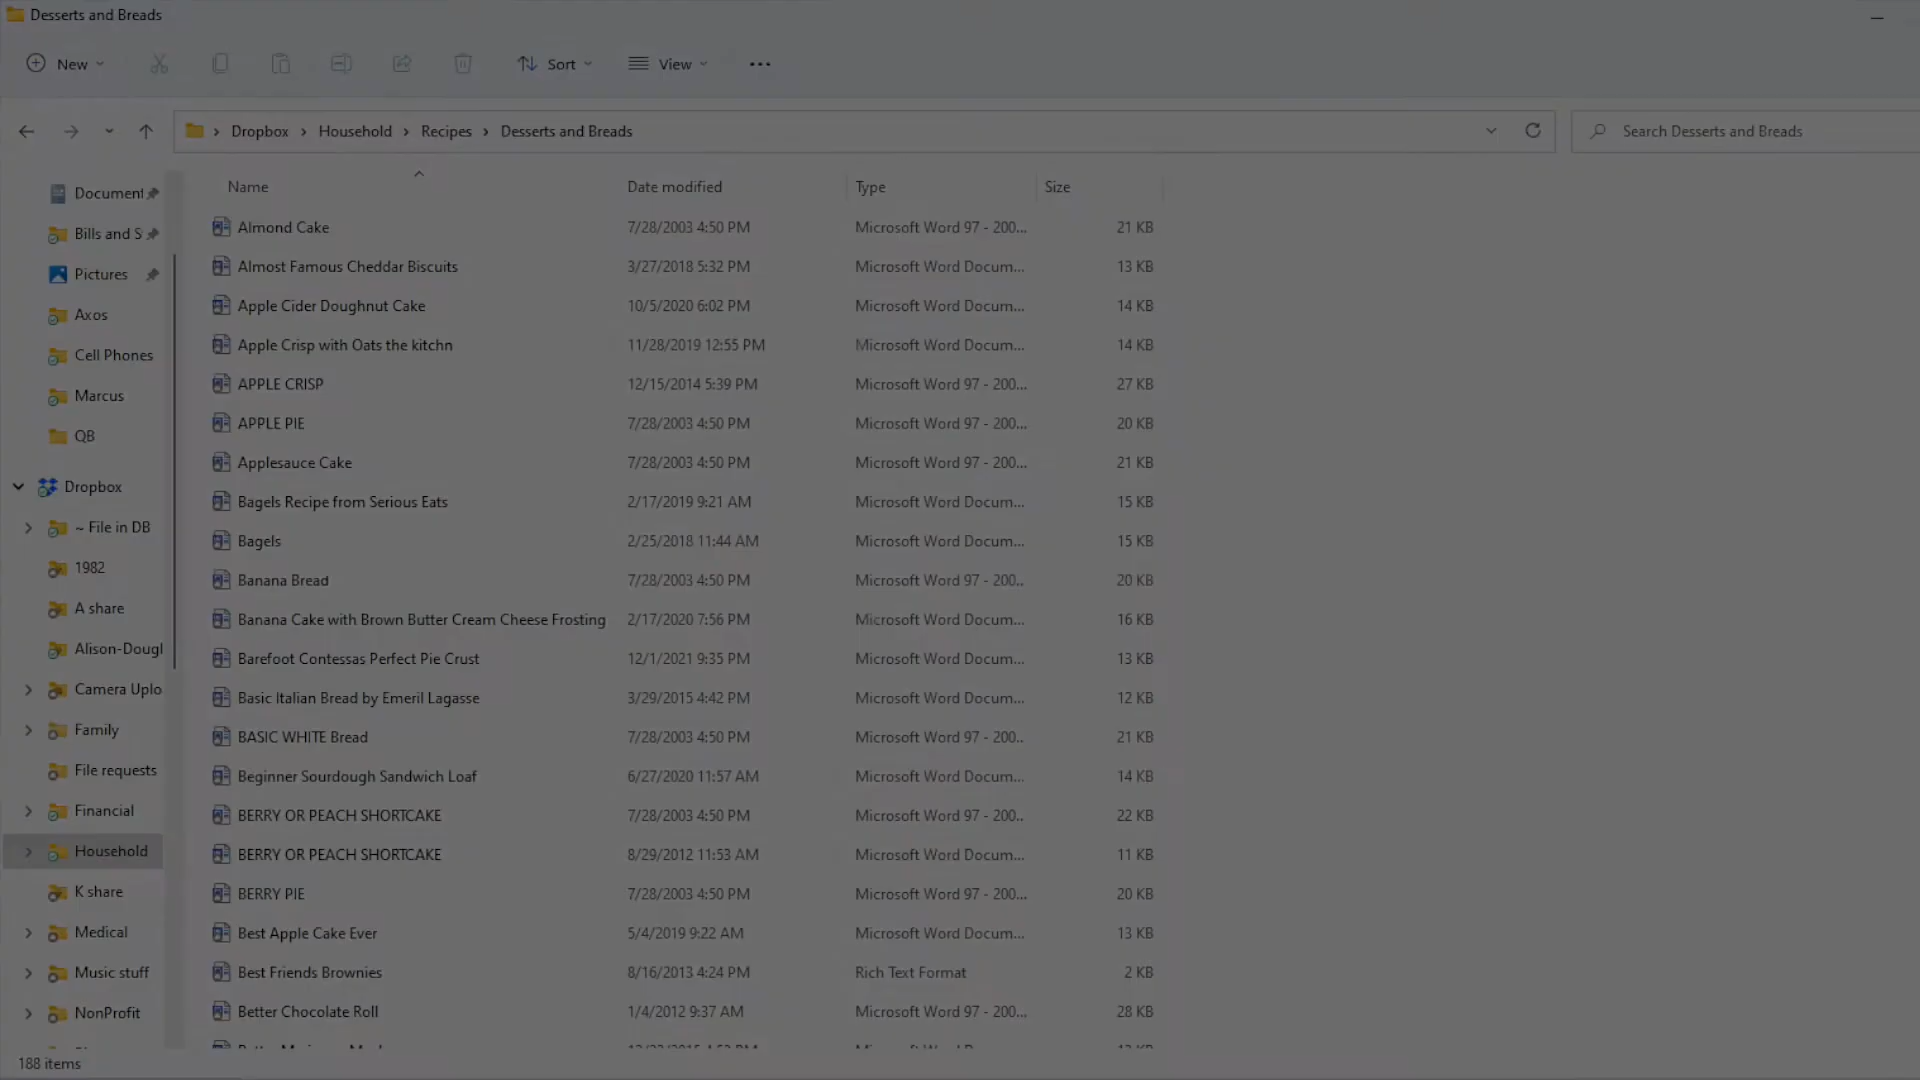 Desserts and Breads
New
Sort
View
Dropbox > Household > Recipes > Desserts and Breads
Search Desserts and Breads
Document
Bills and S
Pictures
Axos
Cell Phones
Marcus
QB
Dropbox
~ File in DB
1982
A share
Alison-Dougl
Camera Uplo
Family
File requests
Financial
Household
K share
Medical
Music stuff
NonProfit
Name Date modified Type Size
Almond Cake 7/28/2003 4:50 PM Microsoft Word 97 - 200... 21 KB
Almost Famous Cheddar Biscuits 3/27/2018 5:32 PM Microsoft Word Docum... 13 KB
Apple Cider Doughnut Cake 10/5/2020 6:02 PM Microsoft Word Docum... 14 KB
Apple Crisp with Oats the kitchn 11/28/2019 12:55 PM Microsoft Word Docum... 14 KB
APPLE CRISP 12/15/2014 5:39 PM Microsoft Word 97 - 200... 27 KB
APPLE PIE 7/28/2003 4:50 PM Microsoft Word 97 - 200... 20 KB
Applesauce Cake 7/28/2003 4:50 PM Microsoft Word 97 - 200... 21 KB
Bagels Recipe from Serious Eats 2/17/2019 9:21 AM Microsoft Word Docum... 15 KB
Bagels 2/25/2018 11:44 AM Microsoft Word Docum... 15 KB
Banana Bread 7/28/2003 4:50 PM Microsoft Word 97 - 200.. 20 KB
Banana Cake with Brown Butter Cream Cheese Frosting 2/17/2020 7:56 PM Microsoft Word Docum... 16 KB
Barefoot Contessas Perfect Pie Crust 12/1/2021 9:35 PM Microsoft Word Docum... 13 KB
Basic Italian Bread by Emeril Lagasse 3/29/2015 4:42 PM Microsoft Word Docum... 12 KB
BASIC WHITE Bread 7/28/2003 4:50 PM Microsoft Word 97 - 200.. 21 KB
Beginner Sourdough Sandwich Loaf 6/27/2020 11:57 AM Microsoft Word Docum... 14 KB
BERRY OR PEACH SHORTCAKE 7/28/2003 4:50 PM Microsoft Word 97 - 200.. 22 KB
BERRY OR PEACH SHORTCAKE 8/29/2012 11:53 AM Microsoft Word Docum... 11 KB
BERRY PIE 7/28/2003 4:50 PM Microsoft Word 97 - 200... 20 KB
Best Apple Cake Ever 5/4/2019 9:22 AM Microsoft Word Docum... 13 KB
Best Friends Brownies 8/16/2013 4:24 PM Rich Text Format 2 KB
Better Chocolate Roll 1/4/2012 9:37 AM Microsoft Word 97 - 200... 28 KB
188 items